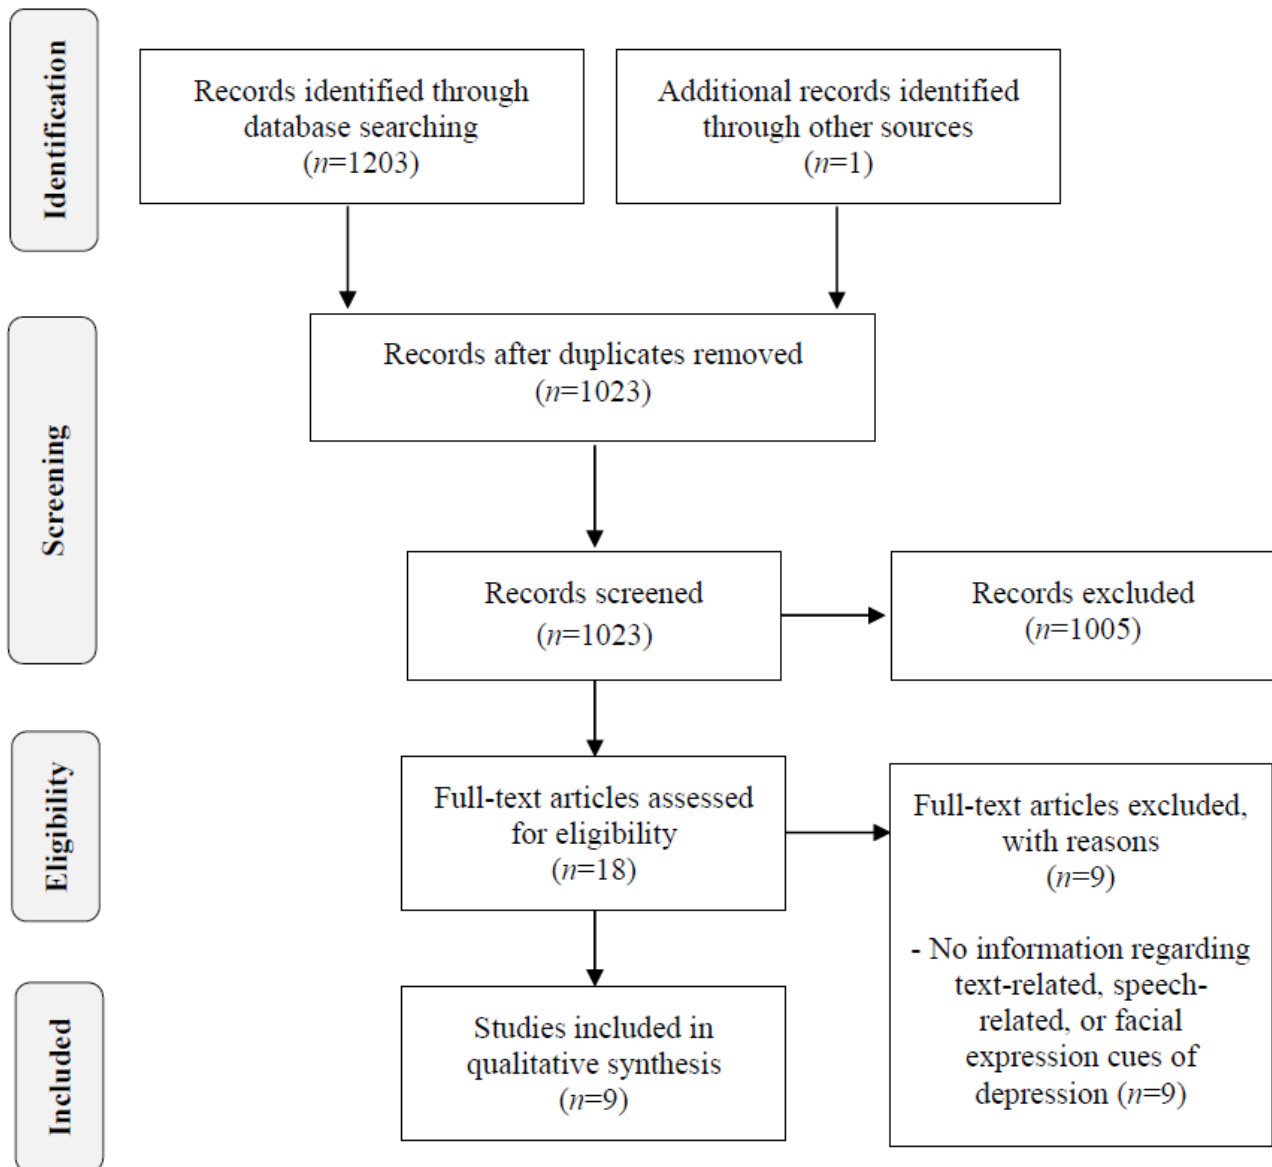 Identification
Records identified through
database searching
(n=1203)
Additional records identified
through other sources
(n=1)
Screening
Records after duplicates removed
(n=1023)
Records screened
(n=1023)
Records excluded
(n=1005)
Eligibility
Full-text articles assessed
for eligibility
(n=18)
Full-text articles excluded,
with reasons
(n=9)
- No information regarding
text-related, speech-
related, or facial
expression cues of
depression (n=9)
Included
Studies included in
qualitative synthesis
(n=9)